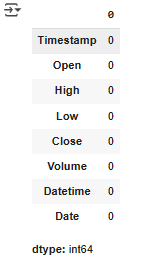 0
Timestamp 0
Open 0
High 0
Low 0
Close 0
Volume 0
Datetime 0
Date 0
dtype: int64